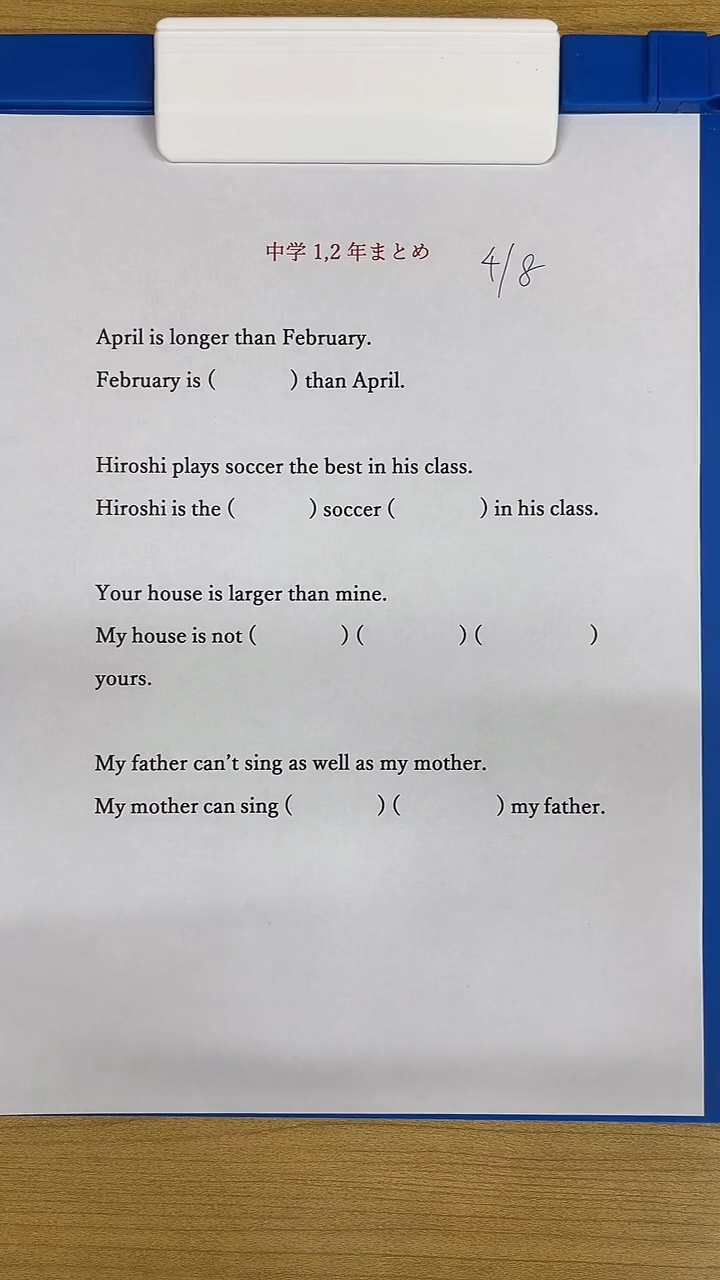 中学 1,2 年まとめ 4/8
April is longer than February.
February is ( ) than April.
Hiroshi plays soccer the best in his class.
Hiroshi is the ( ) soccer ( ) in his class.
Your house is larger than mine.
My house is not ( ) ( ) ( )
yours.
My father can't sing as well as my mother.
My mother can sing ( ) ( ) my father.